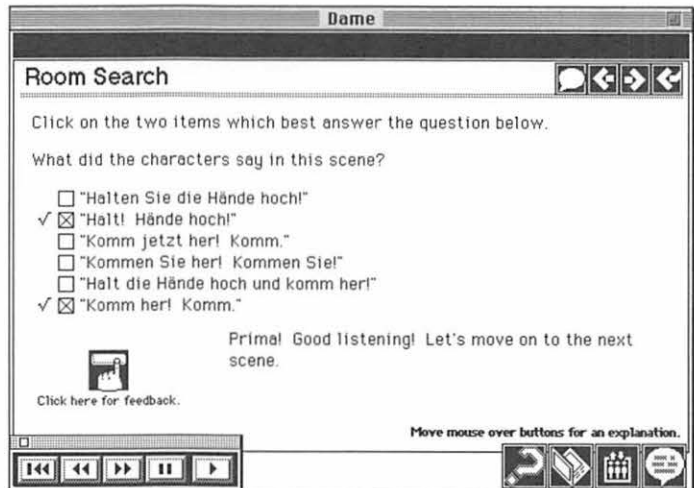 Dame
Room Search
Click on the two items which best answer the question below.
What did the characters say in this scene?
"Halten Sie die Hände hoch!"
√ ☒ "Halt! Hände hoch!"
"Komm jetzt her! Komm."
"Kommen Sie her! Kommen Sie!"
"Halt die Hände hoch und komm her!"
√ ☒ "Komm her! Komm."
Prima! Good listening! Let's move on to the next
scene.
Click here for feedback.
Move mouse over buttons for an explanation.